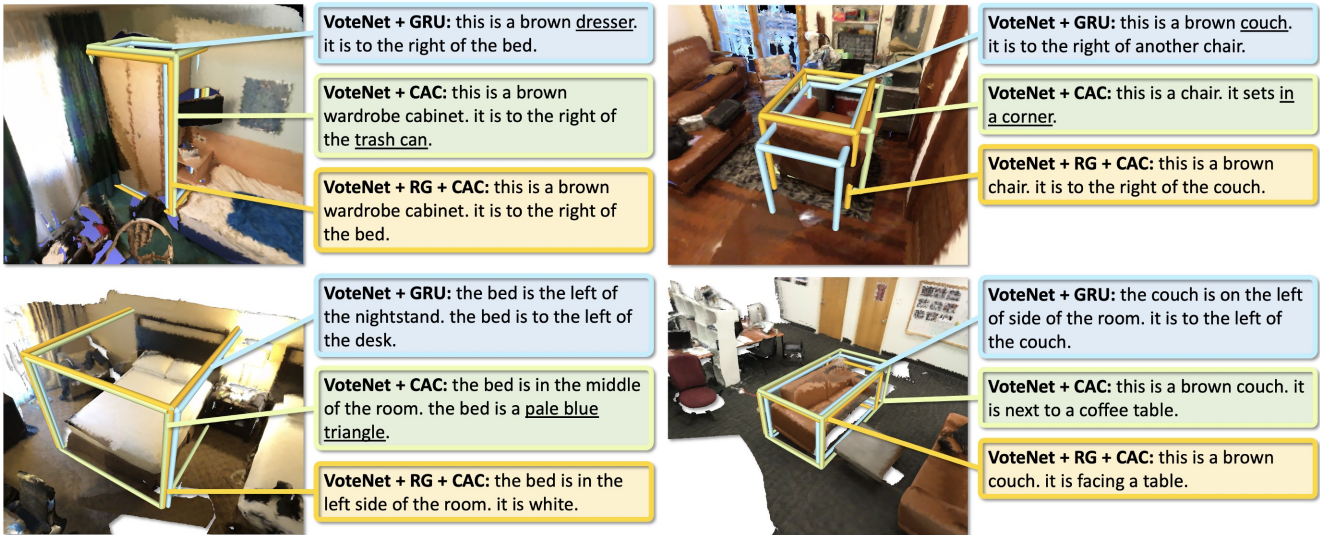 VoteNet + GRU: this is a brown dresser.
it is to the right of the bed.
VoteNet + CAC: this is a brown
wardrobe cabinet. it is to the right of
the trash can.
VoteNet + RG + CAC: this is a brown
wardrobe cabinet. it is to the right of
the bed.
VoteNet + GRU: this is a brown couch.
it is to the right of another chair.
VoteNet + CAC: this is a chair. it sets in
a corner.
VoteNet + RG + CAC: this is a brown
chair. it is to the right of the couch.
VoteNet + GRU: the bed is the left of
the nightstand. the bed is to the left of
the desk.
VoteNet + CAC: the bed is in the middle
of the room. the bed is a pale blue
triangle.
VoteNet + RG + CAC: the bed is in the
left side of the room. it is white.
VoteNet + GRU: the couch is on the left
of side of the room. it is to the left of
the couch.
VoteNet + CAC: this is a brown couch. it
is next to a coffee table.
VoteNet + RG + CAC: this is a brown
couch. it is facing a table.